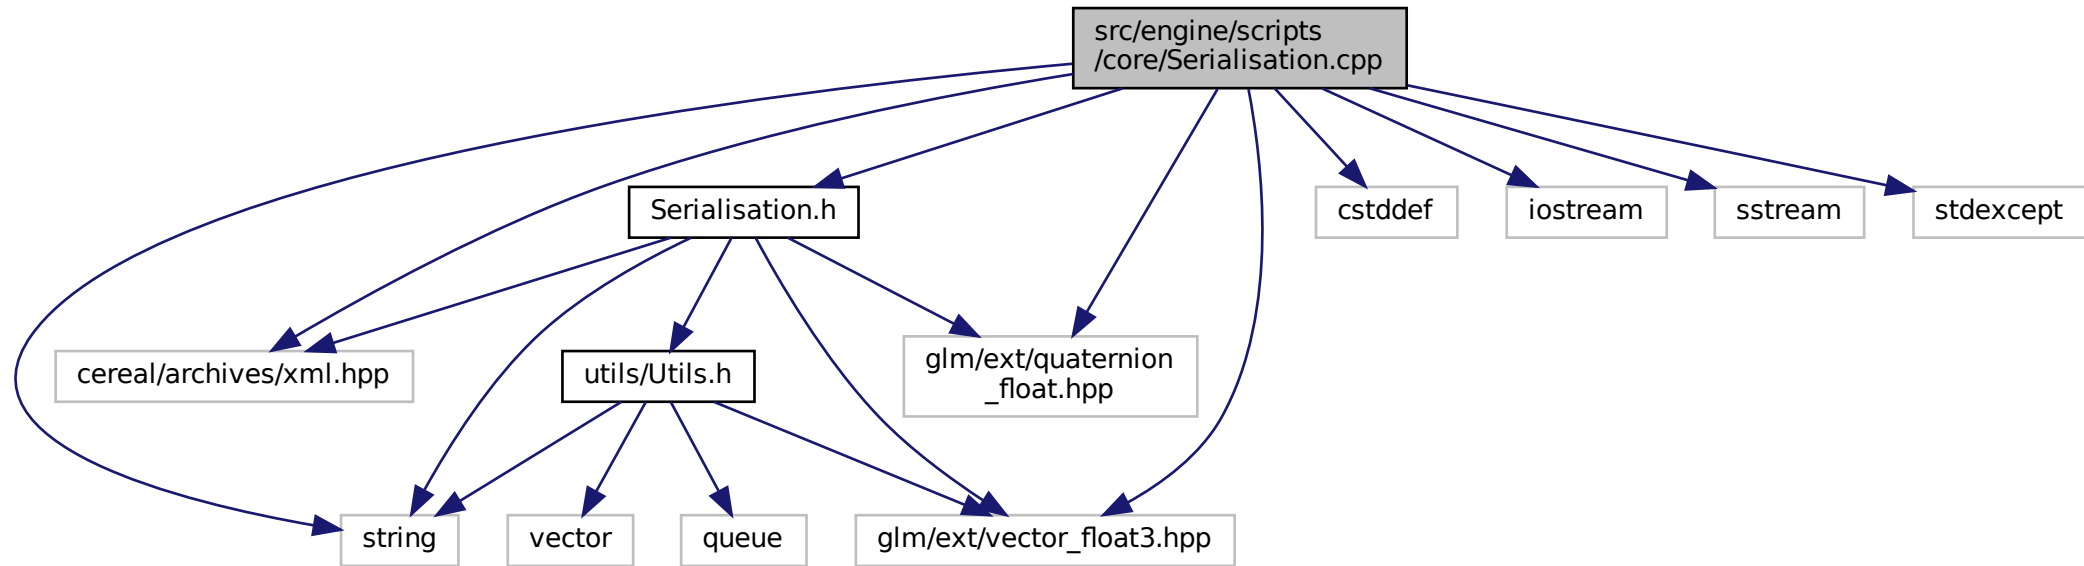 src/engine/scripts
/core/Serialisation.cpp
Serialisation.h
cstddef
iostream
sstream
stdexcept
cereal/archives/xml.hpp
utils/Utils.h
glm/ext/quaternion
_float.hpp
string
vector
queue
glm/ext/vector_float3.hpp